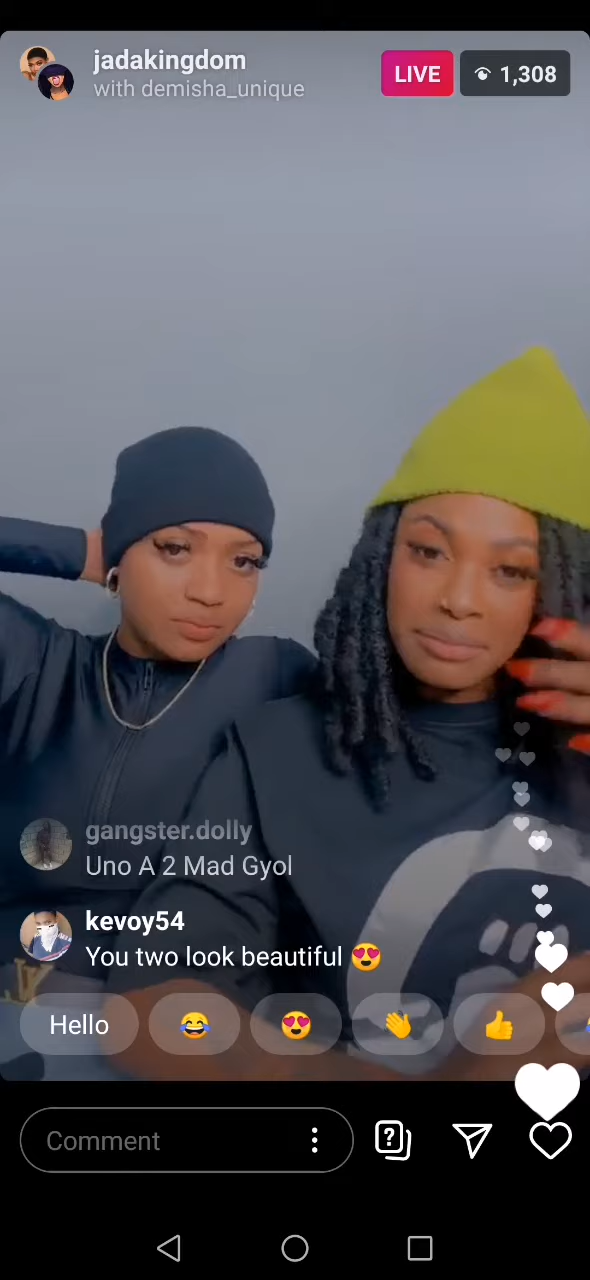 jadakingdom
with demisha_unique
LIVE
1,308
gangster.dolly
Uno A 2 Mad Gyol
kevoy54
You two look beautiful 😍
Hello 😂 😍 👏 👍
Comment